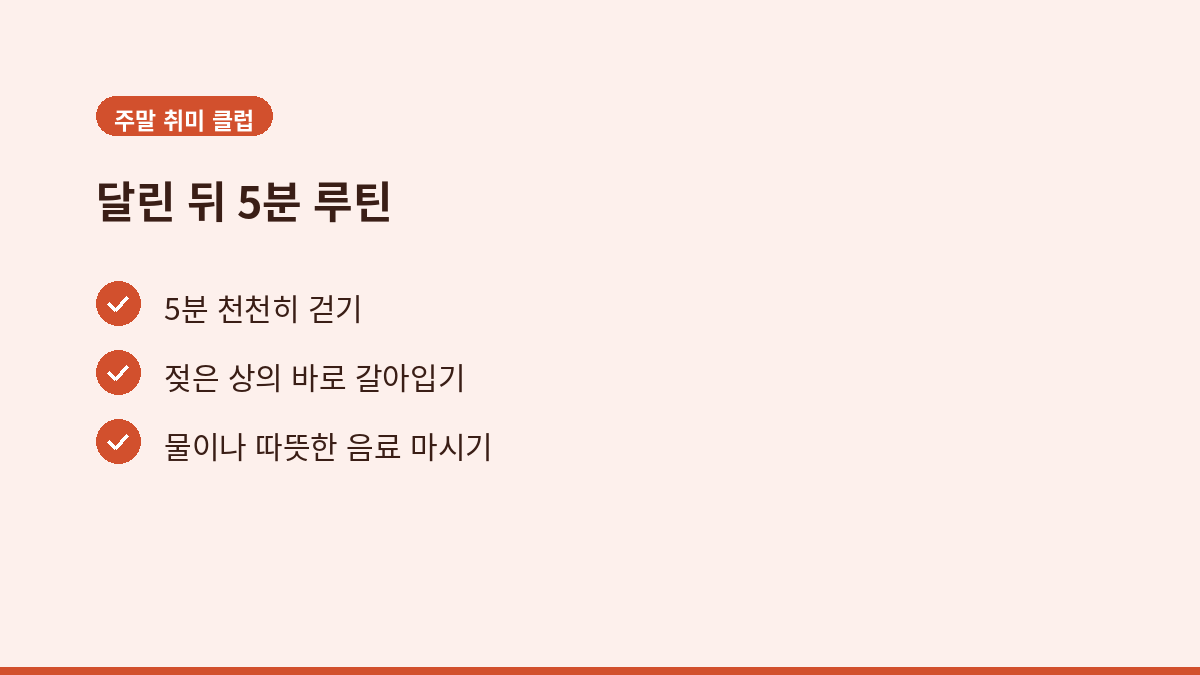 주말 취미 클럽
달린 뒤 5분 루틴
5분 천천히 걷기
젖은 상의 바로 갈아입기
물이나 따뜻한 음료 마시기